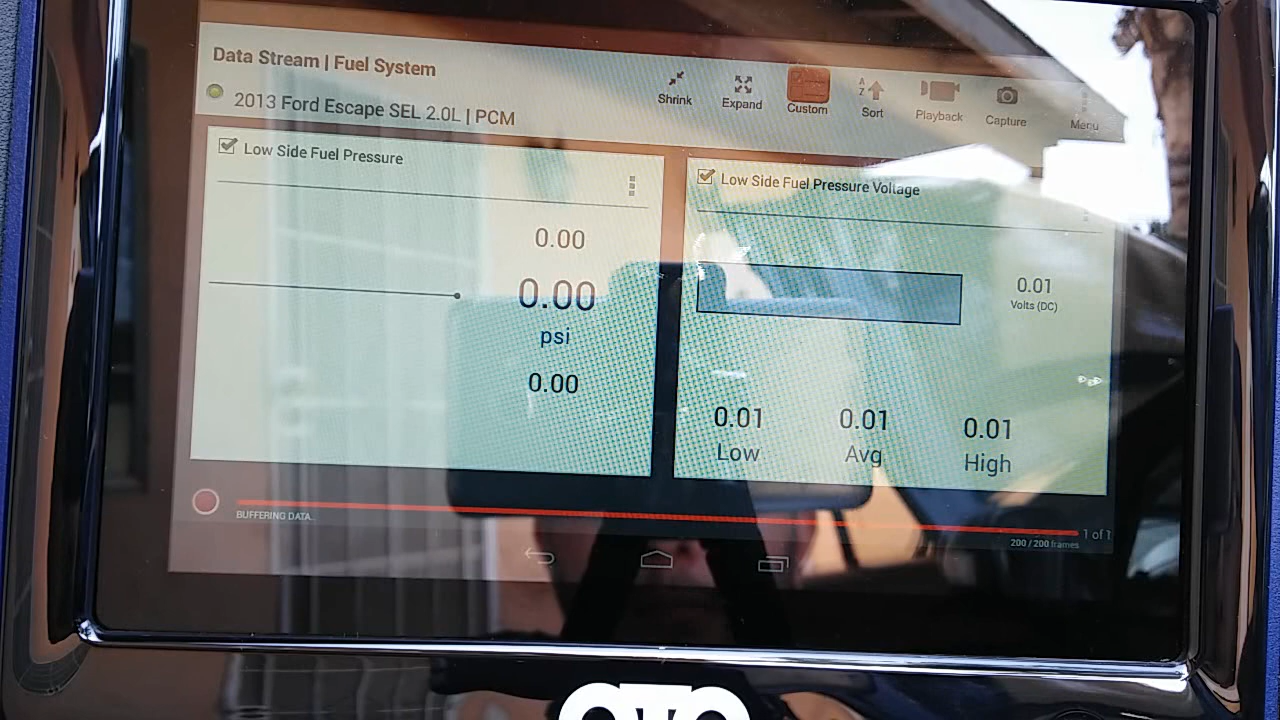 Data Stream | Fuel System
2013 Ford Escape SEL 2.0L | PCM
Shrink
Expand
Custom
Sort
Playback
Capture
Menu
Low Side Fuel Pressure
0.00
0.00
psi
0.00
Low Side Fuel Pressure Voltage
0.01
Volts (DC)
0.01 0.01 0.01
Low Avg High
BUFFERING DATA..
1 of 1
200 / 200 frames